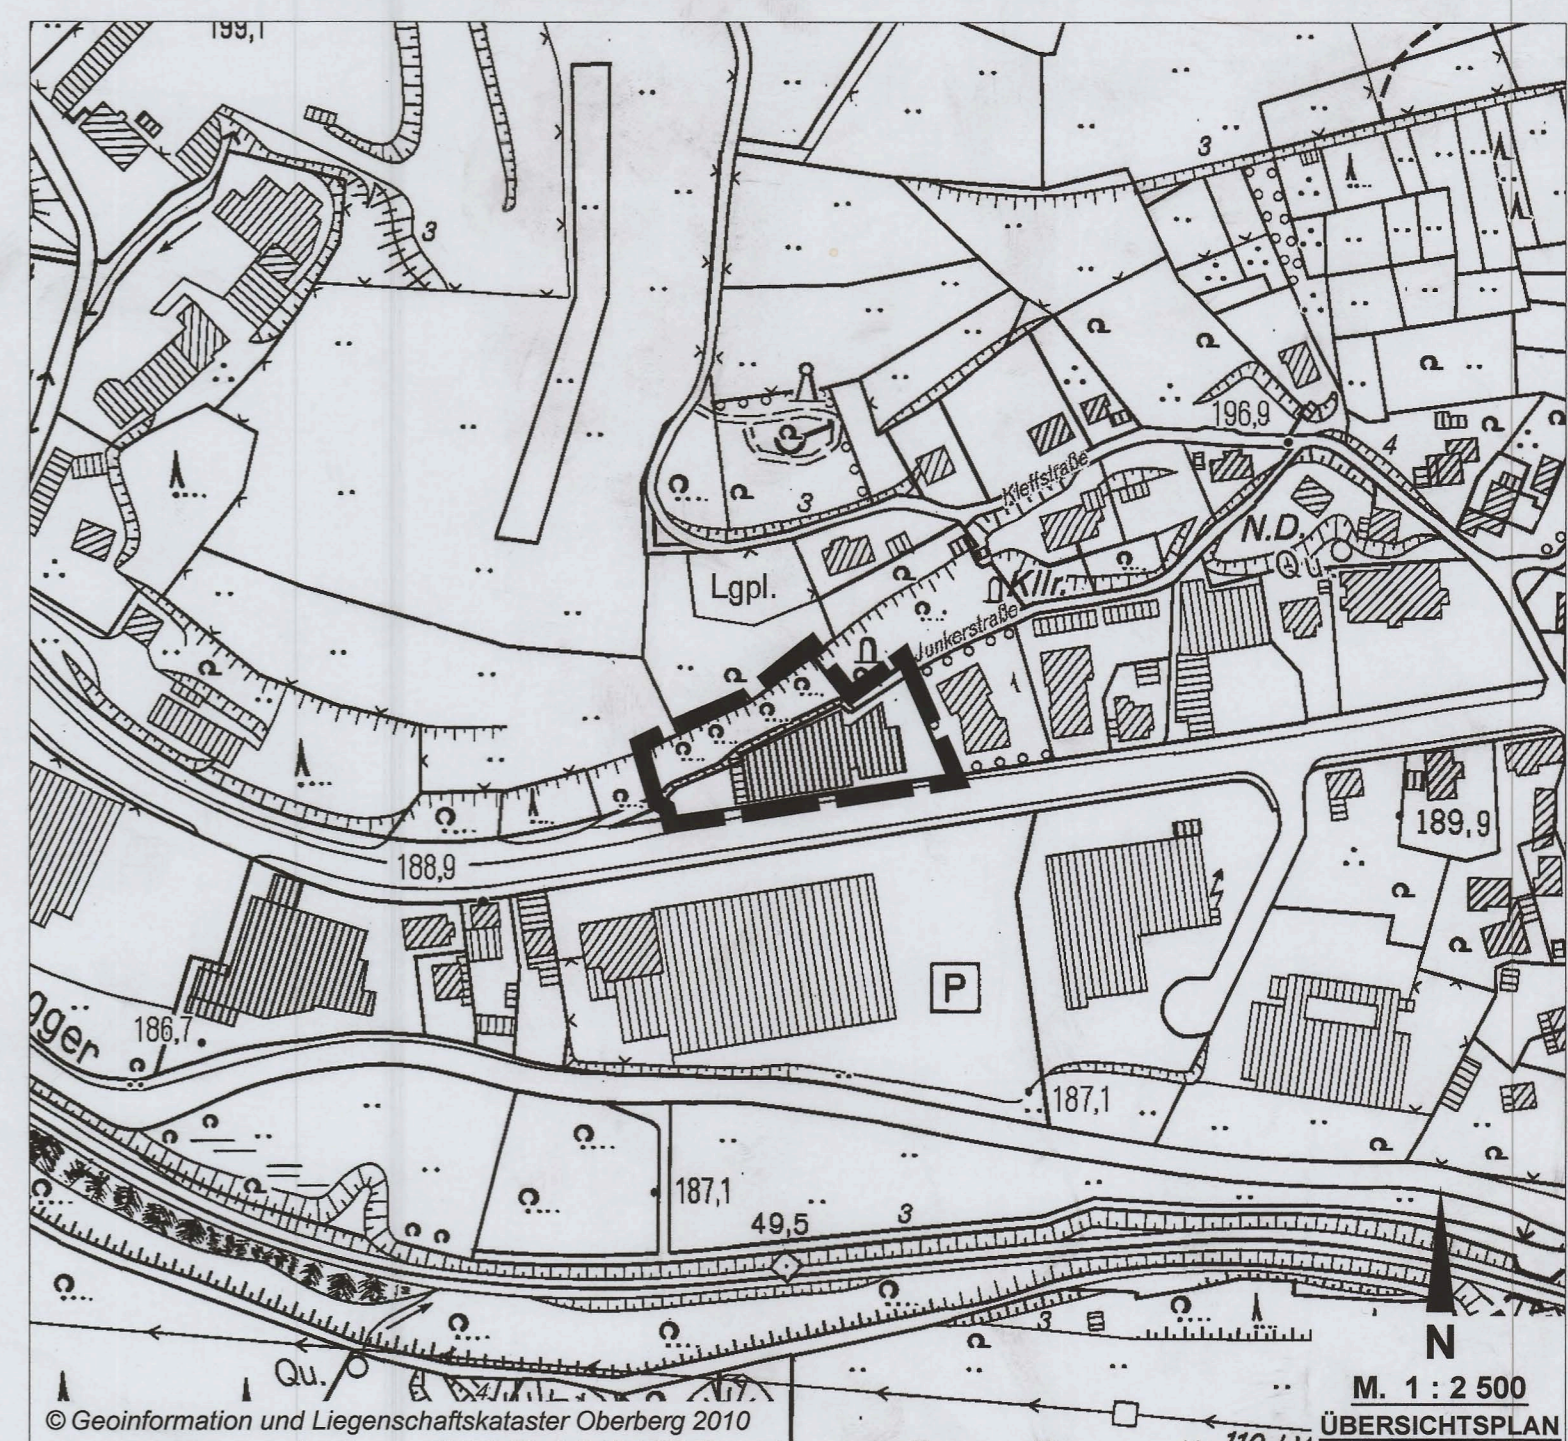 199,1
3
3
196,9
4
Kleffstraße
3
N.D.
Qu.
Lgpl.
Kllr.
Junkerstraße
1
188,9
189,9
P
186,7
gger
187,1
187,1
49,5
3
3
N
Qu.
4
M. 1 : 2 500
© Geoinformation und Liegenschaftskataster Oberberg 2010
ÜBERSICHTSPLAN